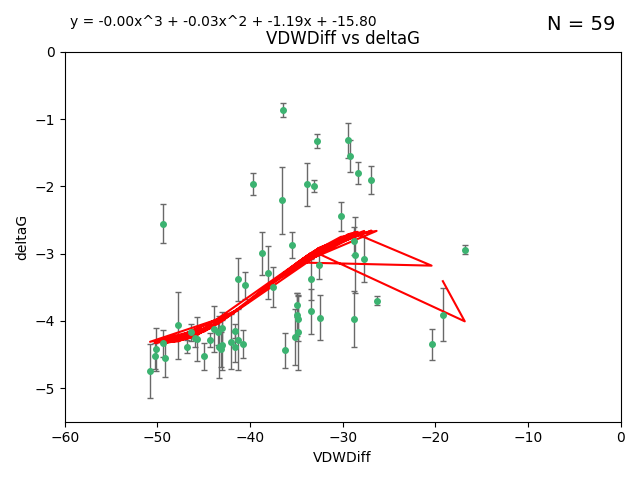 y = -0.00x^3 + -0.03x^2 + -1.19x + -15.80
N = 59
VDWDiff vs deltaG
0
−1
−2
−3
−4
−5
deltaG
−60 −50 −40 −30 −20 −10 0
VDWDiff